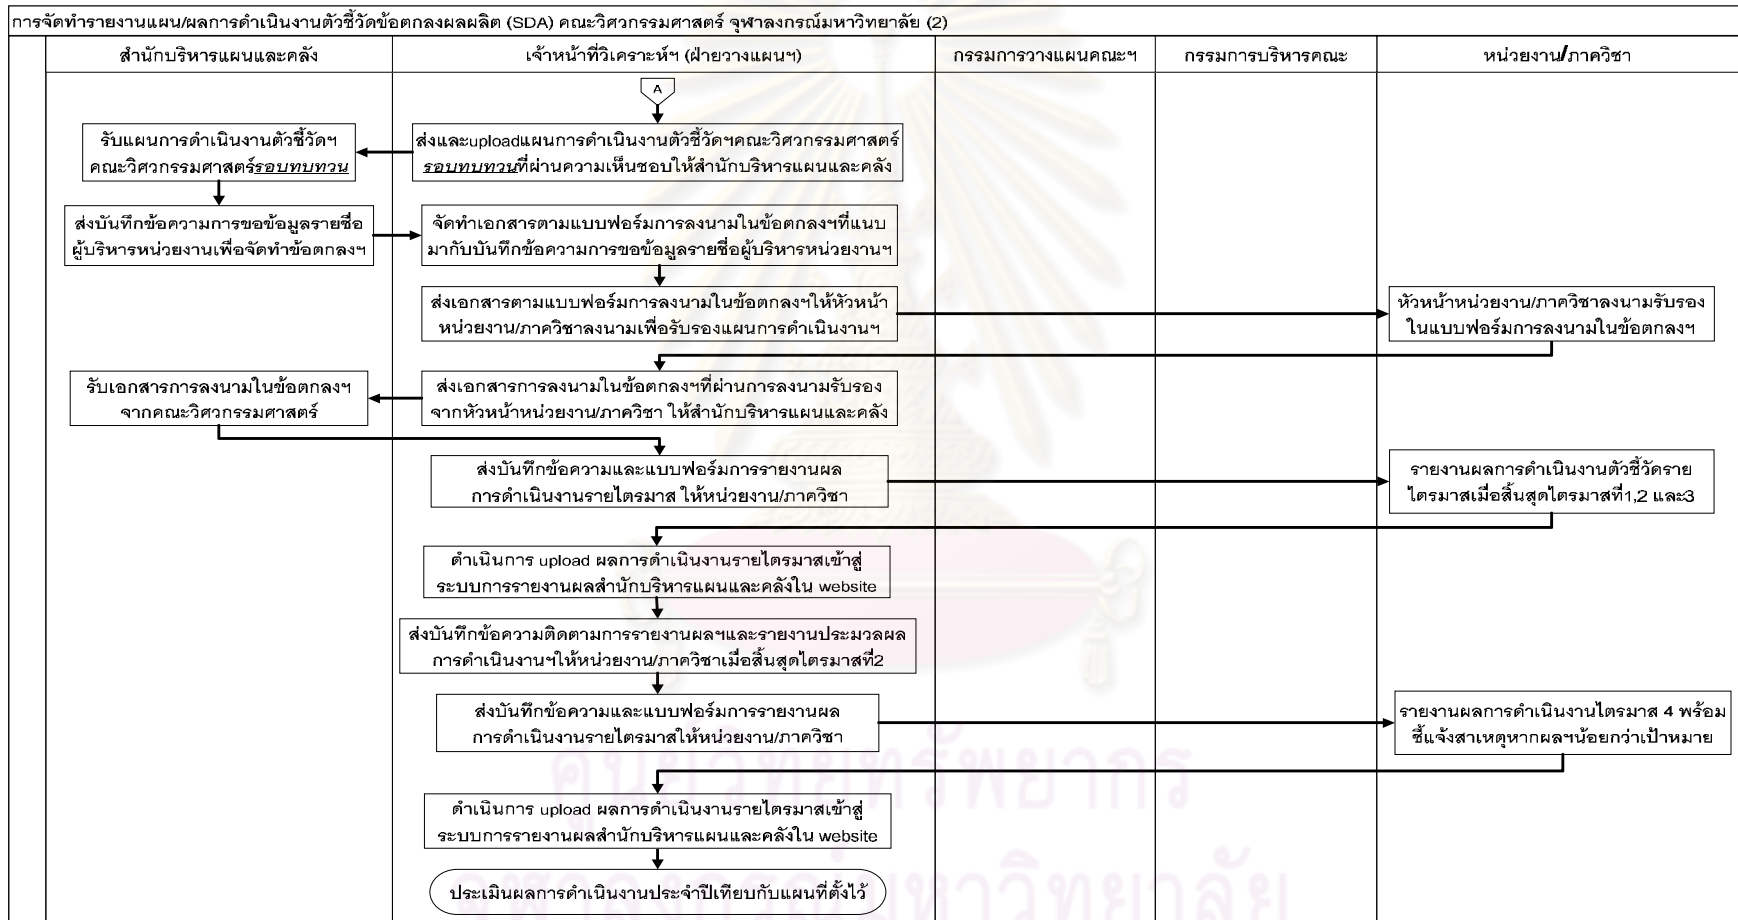 การจัดทำรายงานแผน/ผลการดำเนินงานตัวชี้วัดข้อตกลงผลผลิต (SDA) คณะวิศวกรรมศาสตร์ จุฬาลงกรณ์มหาวิทยาลัย (2)
สำนักบริหารแผนและคลัง
เจ้าหน้าที่วิเคราะห์ฯ (ฝ่ายวางแผนฯ)
กรรมการวางแผนคณะฯ
กรรมการบริหารคณะ
หน่วยงาน/ภาควิชา
A
ส่งและuploadแผนการดำเนินงานตัวชี้วัดฯคณะวิศวกรรมศาสตร์
รอบทบทวนที่ผ่านความเห็นชอบให้สำนักบริหารแผนและคลัง
รับแผนการดำเนินงานตัวชี้วัดฯ
คณะวิศวกรรมศาสตร์รอบทบทวน
ส่งบันทึกข้อความการขอข้อมูลรายชื่อ
ผู้บริหารหน่วยงานเพื่อจัดทำข้อตกลงฯ
จัดทำเอกสารตามแบบฟอร์มการลงนามในข้อตกลงฯที่แนบ
มากับบันทึกข้อความการขอข้อมูลรายชื่อผู้บริหารหน่วยงานฯ
ส่งเอกสารตามแบบฟอร์มการลงนามในข้อตกลงฯให้หัวหน้า
หน่วยงาน/ภาควิชาลงนามเพื่อรับรองแผนการดำเนินงานฯ
หัวหน้าหน่วยงาน/ภาควิชาลงนามรับรอง
ในแบบฟอร์มการลงนามในข้อตกลงฯ
ส่งเอกสารการลงนามในข้อตกลงฯที่ผ่านการลงนามรับรอง
จากหัวหน้าหน่วยงาน/ภาควิชา ให้สำนักบริหารแผนและคลัง
รับเอกสารการลงนามในข้อตกลงฯ
จากคณะวิศวกรรมศาสตร์
ส่งบันทึกข้อความและแบบฟอร์มการรายงานผล
การดำเนินงานรายไตรมาส ให้หน่วยงาน/ภาควิชา
รายงานผลการดำเนินงานตัวชี้วัดราย
ไตรมาสเมื่อสิ้นสุดไตรมาสที่1,2 และ3
ดำเนินการ upload ผลการดำเนินงานรายไตรมาสเข้าสู่
ระบบการรายงานผลสำนักบริหารแผนและคลังใน website
ส่งบันทึกข้อความติดตามการรายงานผลฯและรายงานประมวลผล
การดำเนินงานฯให้หน่วยงาน/ภาควิชาเมื่อสิ้นสุดไตรมาสที่2
ส่งบันทึกข้อความและแบบฟอร์มการรายงานผล
การดำเนินงานรายไตรมาสให้หน่วยงาน/ภาควิชา
รายงานผลการดำเนินงานไตรมาส 4 พร้อม
ชี้แจ้งสาเหตุหากผลฯน้อยกว่าเป้าหมาย
ดำเนินการ upload ผลการดำเนินงานรายไตรมาสเข้าสู่
ระบบการรายงานผลสำนักบริหารแผนและคลังใน website
ประเมินผลการดำเนินงานประจำปีเทียบกับแผนที่ตั้งไว้
ศูนย์วิทยทรัพยากร
จุฬาลงกรณ์มหาวิทยาลัย